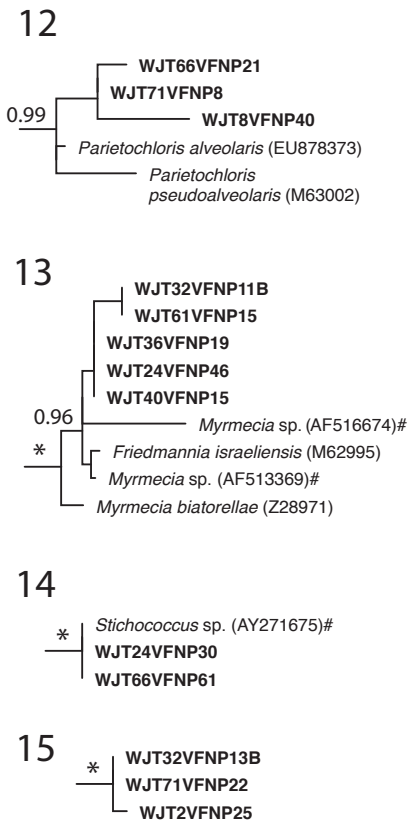 12
WJT66VFNP21
WJT71VFNP8
0.99
WJT8VFNP40
Parietochloris alveolaris (EU878373)
Parietochloris
pseudoalveolaris (M63002)
13
WJT32VFNP11B
WJT61VFNP15
WJT36VFNP19
WJT24VFNP46
WJT40VFNP15
0.96
Myrmecia sp. (AF516674)#
*
Friedmannia israeliensis (M62995)
Myrmecia sp. (AF513369)#
Myrmecia biatorellae (Z28971)
14
Stichococcus sp. (AY271675)#
*
WJT24VFNP30
WJT66VFNP61
15
WJT32VFNP13B
*
WJT71VFNP22
WJT2VFNP25